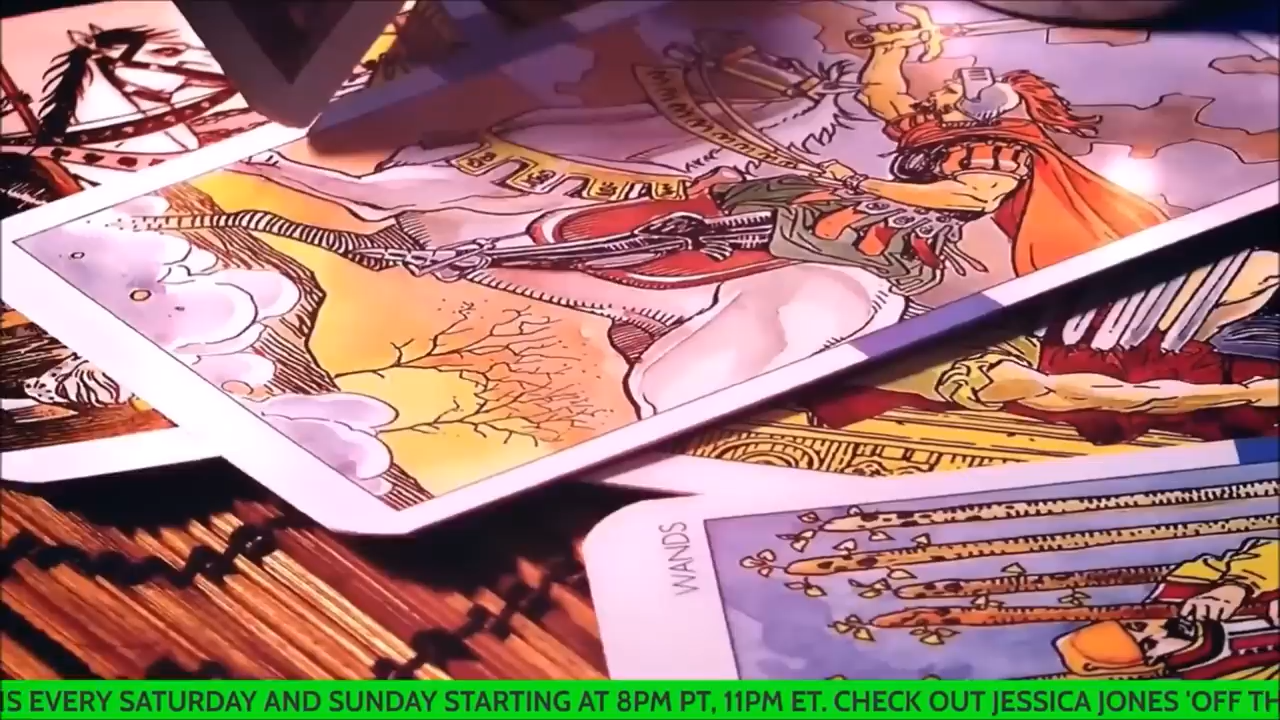 WANDS
IS EVERY SATURDAY AND SUNDAY STARTING AT 8PM PT, 11PM ET. CHECK OUT JESSICA JONES 'OFF TH